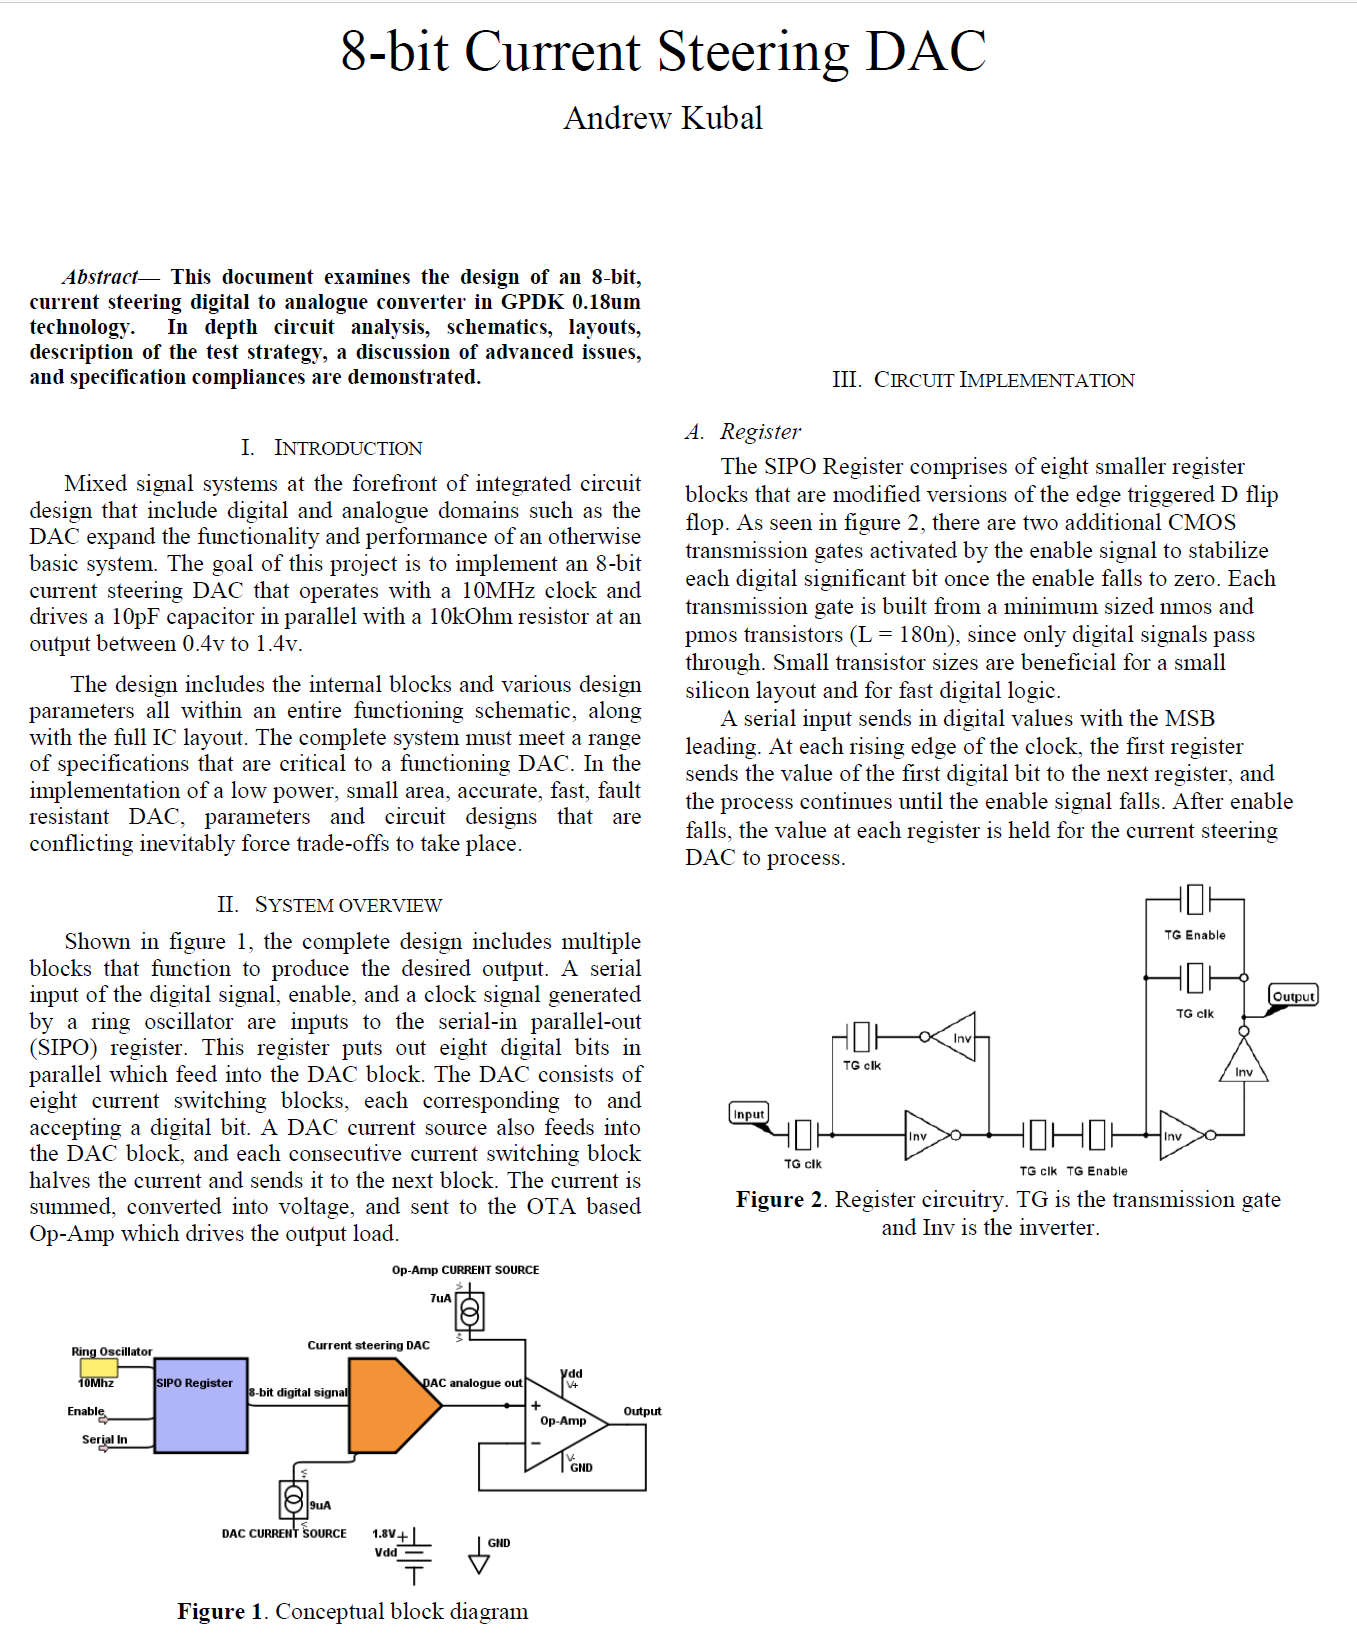 8-bit Current Steering DAC
Andrew Kubal
Abstract— This document examines the design of an 8-bit,
current steering digital to analogue converter in GPDK 0.18um
technology. In depth circuit analysis, schematics, layouts,
description of the test strategy, a discussion of advanced issues,
and specification compliances are demonstrated.
I. INTRODUCTION
Mixed signal systems at the forefront of integrated circuit
design that include digital and analogue domains such as the
DAC expand the functionality and performance of an otherwise
basic system. The goal of this project is to implement an 8-bit
current steering DAC that operates with a 10MHz clock and
drives a 10pF capacitor in parallel with a 10kOhm resistor at an
output between 0.4v to 1.4v.
The design includes the internal blocks and various design
parameters all within an entire functioning schematic, along
with the full IC layout. The complete system must meet a range
of specifications that are critical to a functioning DAC. In the
implementation of a low power, small area, accurate, fast, fault
resistant DAC, parameters and circuit designs that are
conflicting inevitably force trade-offs to take place.
II. SYSTEM OVERVIEW
Shown in figure 1, the complete design includes multiple
blocks that function to produce the desired output. A serial
input of the digital signal, enable, and a clock signal generated
by a ring oscillator are inputs to the serial-in parallel-out
(SIPO) register. This register puts out eight digital bits in
parallel which feed into the DAC block. The DAC consists of
eight current switching blocks, each corresponding to and
accepting a digital bit. A DAC current source also feeds into
the DAC block, and each consecutive current switching block
halves the current and sends it to the next block. The current is
summed, converted into voltage, and sent to the OTA based
Op-Amp which drives the output load.
Op-Amp CURRENT SOURCE
7uA
Current steering DAC
Ring Oscillator
10Mhz
SIPO Register
8-bit digital signal
DAC analogue out
Vdd
V+
+
Op-Amp
Output
Enable
Serial In
V-
GND
9uA
DAC CURRENT SOURCE
1.8V+
Vdd
GND
Figure 1. Conceptual block diagram
III. CIRCUIT IMPLEMENTATION
A. Register
The SIPO Register comprises of eight smaller register
blocks that are modified versions of the edge triggered D flip
flop. As seen in figure 2, there are two additional CMOS
transmission gates activated by the enable signal to stabilize
each digital significant bit once the enable falls to zero. Each
transmission gate is built from a minimum sized nmos and
pmos transistors (L = 180n), since only digital signals pass
through. Small transistor sizes are beneficial for a small
silicon layout and for fast digital logic.
A serial input sends in digital values with the MSB
leading. At each rising edge of the clock, the first register
sends the value of the first digital bit to the next register, and
the process continues until the enable signal falls. After enable
falls, the value at each register is held for the current steering
DAC to process.
TG Enable
Output
TG clk
Inv
TG clk
Inv
Input
Inv
Inv
TG clk
TG clk TG Enable
Figure 2. Register circuitry. TG is the transmission gate
and Inv is the inverter.